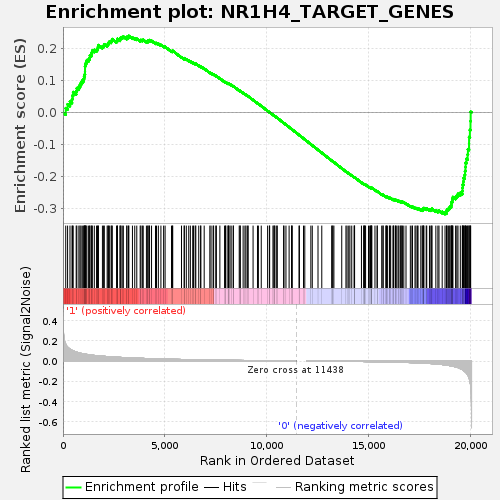 Enrichment plot: NR1H4_TARGET_GENES
Enrichment score (ES)
0.2
0.1
0.0
-0.1
-0.2
-0.3
'1' (positively correlated)
Ranked list metric (Signal2Noise)
0.4
0.2
0.0
-0.2
-0.4
-0.6
Zero cross at 11438
'0' (negatively correlated)
0
5,000
10,000
15,000
20,000
Rank in Ordered Dataset
Enrichment profile
Hits
Ranking metric scores